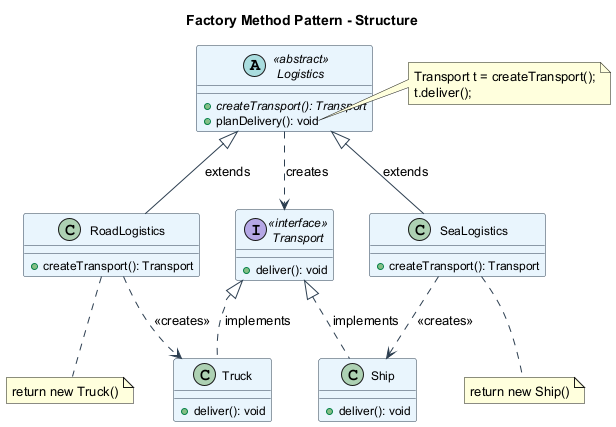 Factory Method Pattern - Structure
A
«abstract»
Logistics
createTransport(): Transport
planDelivery(): void
Transport t = createTransport();
t.deliver();
extends
creates
extends
C RoadLogistics
createTransport(): Transport
I
«interface»
Transport
deliver(): void
C SeaLogistics
createTransport(): Transport
«creates»
implements
implements
«creates»
return new Truck()
C Truck
deliver(): void
C Ship
deliver(): void
return new Ship()